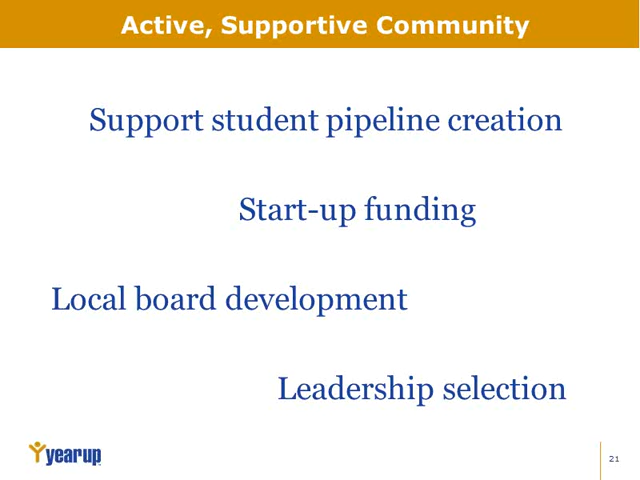 Active, Supportive Community
Support student pipeline creation
Start-up funding
Local board development
Leadership selection
yearup
21